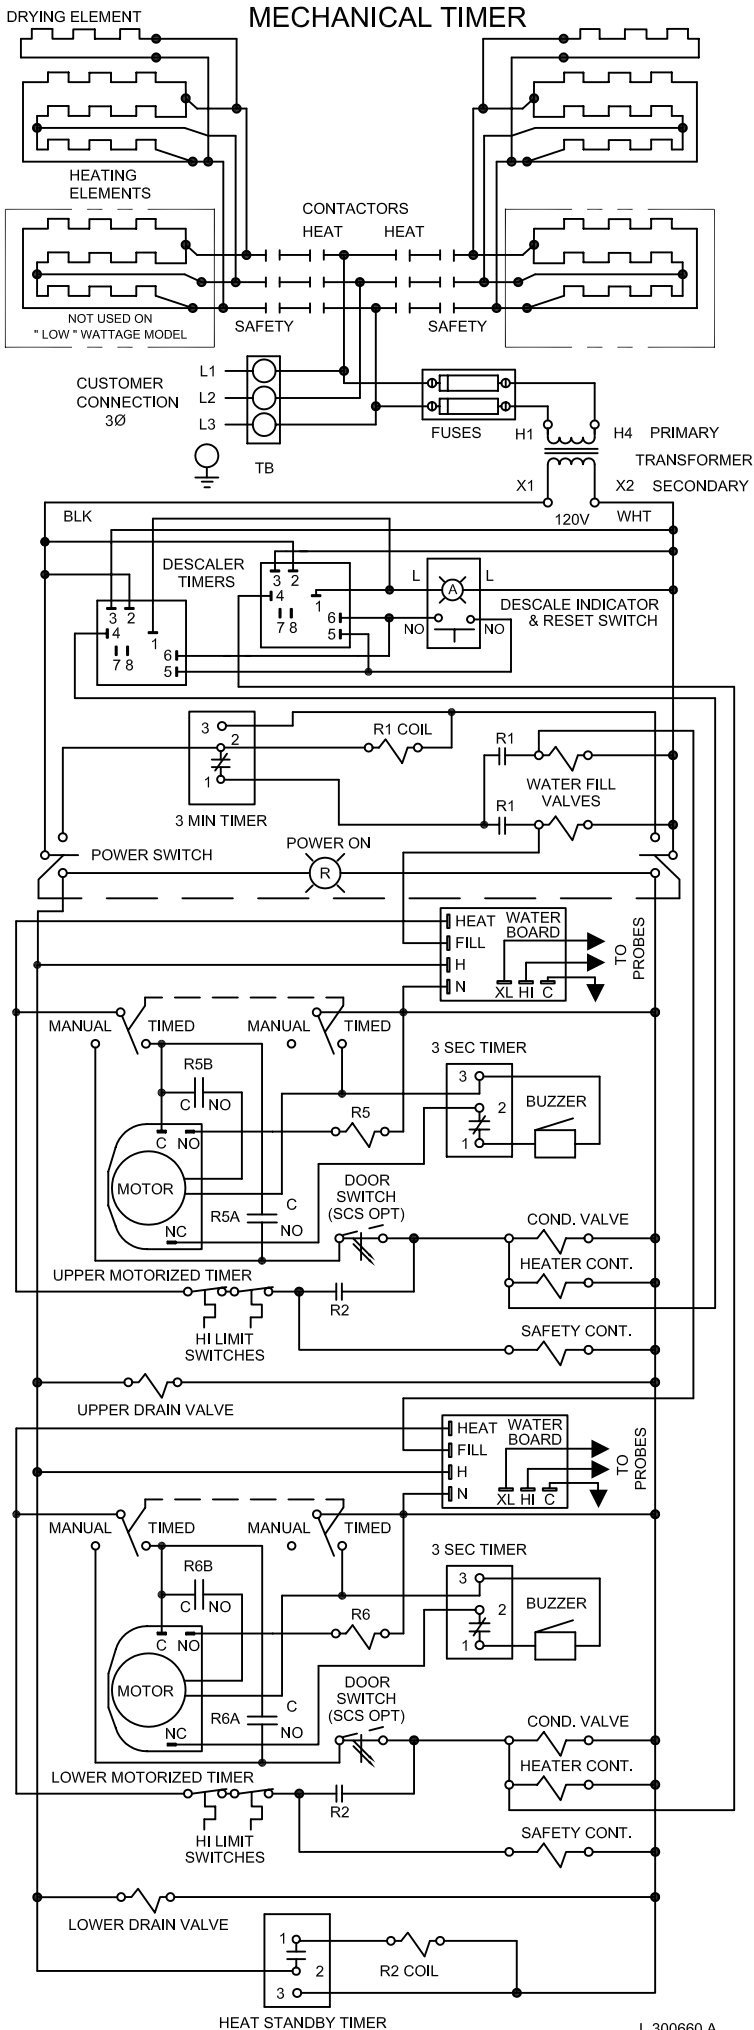 MECHANICAL TIMER
DRYING ELEMENT
HEATING
ELEMENTS
CONTACTORS
HEAT HEAT
NOT USED ON
" LOW " WATTAGE MODEL
SAFETY SAFETY
CUSTOMER
CONNECTION
3Ø
L1
L2
L3
TB
FUSES
H1 H4 PRIMARY
TRANSFORMER
X1 X2 SECONDARY
BLK 120V WHT
DESCALER
TIMERS
3 2
4
1
7 8
6
5
3 2
4
1
7 8
6
5
L A L
DESCALE INDICATOR
& RESET SWITCH
NO NO
3
2
1
3 MIN TIMER
R1 COIL
R1
WATER FILL
VALVES
R1
POWER SWITCH
POWER ON
R
HEAT
FILL
H
N
WATER
BOARD
XL HI C
TO
PROBES
MANUAL TIMED MANUAL TIMED
R5B
C NO
C NO
MOTOR
NC
R5
R5A
C
NO
3 SEC TIMER
3
2
1
BUZZER
DOOR
SWITCH
(SCS OPT)
COND. VALVE
HEATER CONT.
UPPER MOTORIZED TIMER
R2
HI LIMIT
SWITCHES
SAFETY CONT.
UPPER DRAIN VALVE
HEAT
FILL
H
N
WATER
BOARD
XL HI C
TO
PROBES
MANUAL TIMED MANUAL TIMED
R6B
C NO
C NO
MOTOR
NC
R6
R6A
C
NO
3 SEC TIMER
3
2
1
BUZZER
DOOR
SWITCH
(SCS OPT)
COND. VALVE
HEATER CONT.
LOWER MOTORIZED TIMER
R2
HI LIMIT
SWITCHES
SAFETY CONT.
LOWER DRAIN VALVE
1
2
3
R2 COIL
HEAT STANDBY TIMER
L 300660 A